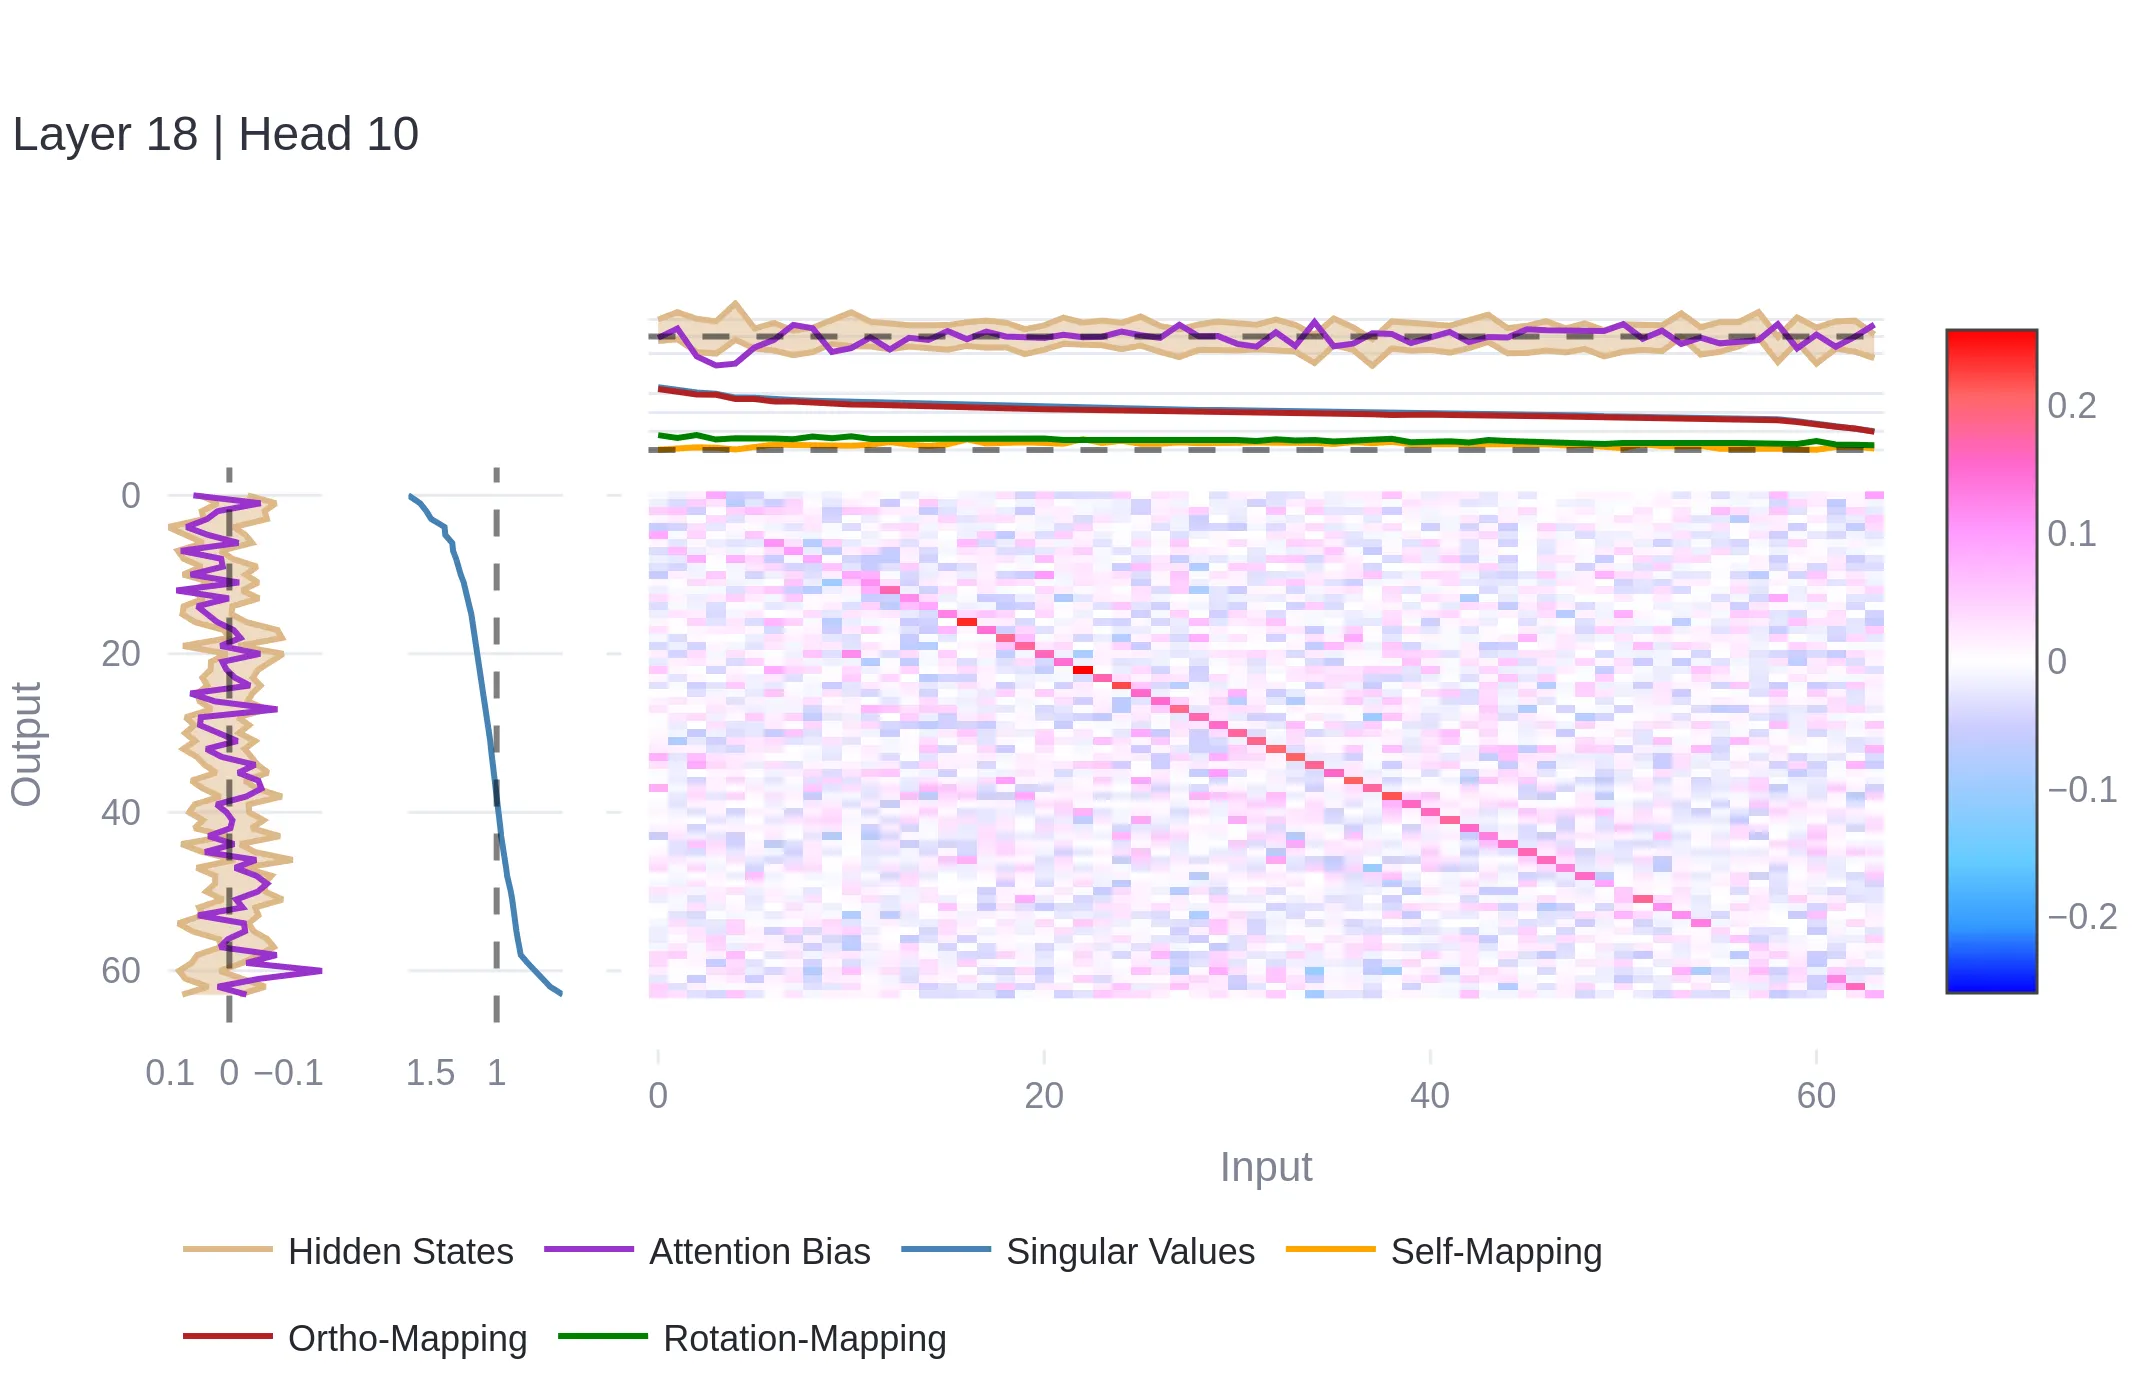 Layer 18 | Head 10
0
20
40
60
Output
0.1 0 −0.1
1.5 1
0 20 40 60
Input
0.2
0.1
0
−0.1
−0.2
Hidden States Attention Bias Singular Values Self-Mapping
Ortho-Mapping Rotation-Mapping